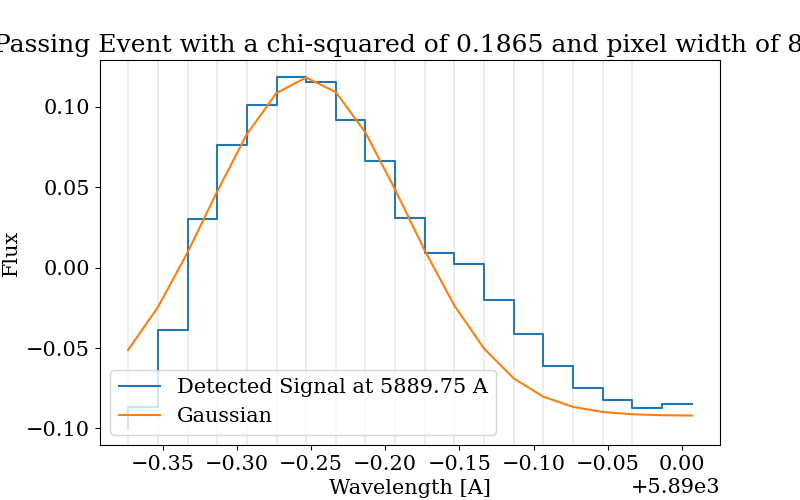 Passing Event with a chi-squared of 0.1865 and pixel width of 8
Flux
0.10
0.05
0.00
−0.05
−0.10
Detected Signal at 5889.75 A
Gaussian
−0.35 −0.30 −0.25 −0.20 −0.15 −0.10 −0.05 0.00
Wavelength [A]
+5.89e3